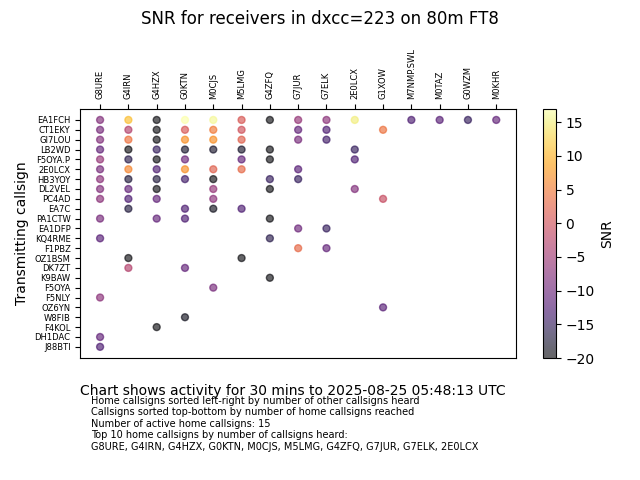 SNR for receivers in dxcc=223 on 80m FT8
G8URE
G4IRN
G4HZX
G0KTN
M0CJS
M5LMG
G4ZFQ
G7JUR
G7ELK
2E0LCX
G1XOW
M7NMP.SWL
M0TAZ
G3WZM
M0KHR
Transmitting callsign
EA1FCH
CT1EKY
GI7LOU
LB2WD
F5OYA.P
2E0LCX
HB3YOY
DL2VEL
PC4AD
EA7C
PA1CTW
EA1DFP
KQ4RME
F1PBZ
OZ1BSM
DK7ZT
K9BAW
F5OYA
F5NLY
OZ6YN
W8FIB
F4KOL
DH1DAC
J88BTI
15
10
5
0
−5
−10
−15
−20
SNR
Chart shows activity for 30 mins to 2025-08-25 05:48:13 UTC
Home callsigns sorted left-right by number of other callsigns heard
Callsigns sorted top-bottom by number of home callsigns reached
Number of active home callsigns: 15
Top 10 home callsigns by number of callsigns heard:
G8URE, G4IRN, G4HZX, G0KTN, M0CJS, M5LMG, G4ZFQ, G7JUR, G7ELK, 2E0LCX